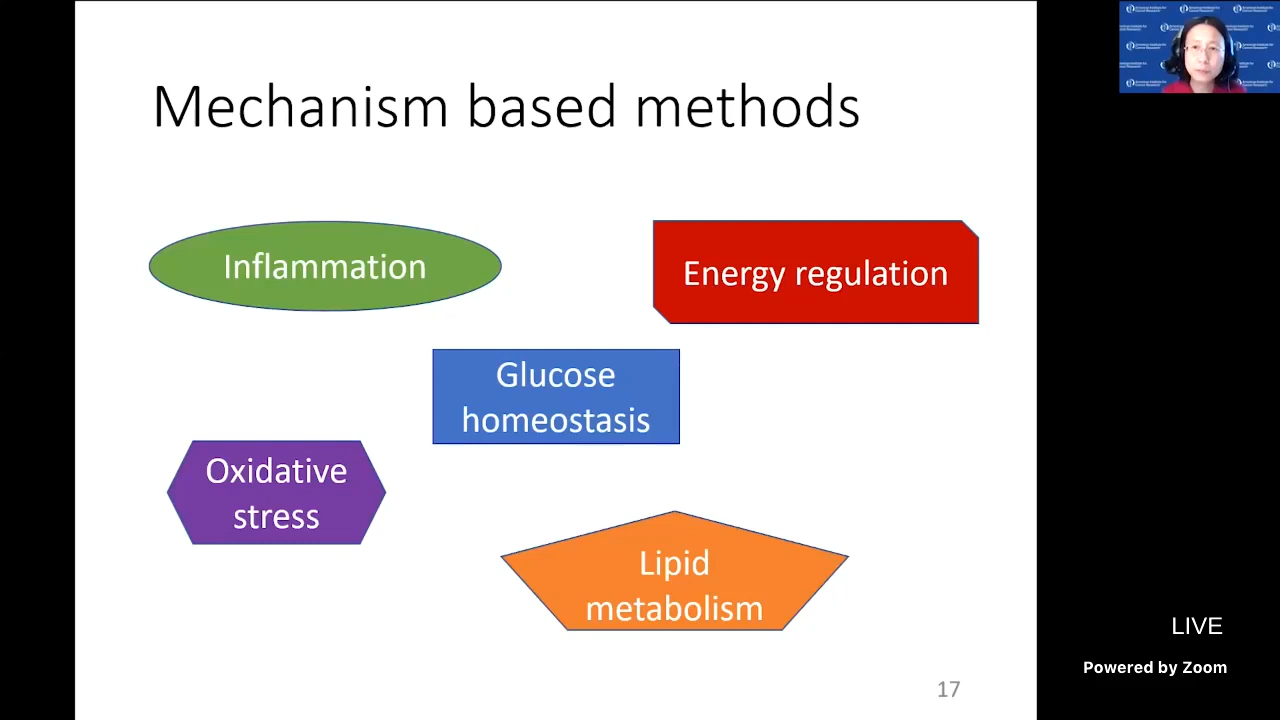 Mechanism based methods
Inflammation
Energy regulation
Glucose
homeostasis
Oxidative
stress
Lipid
metabolism
17
LIVE
Powered by Zoom